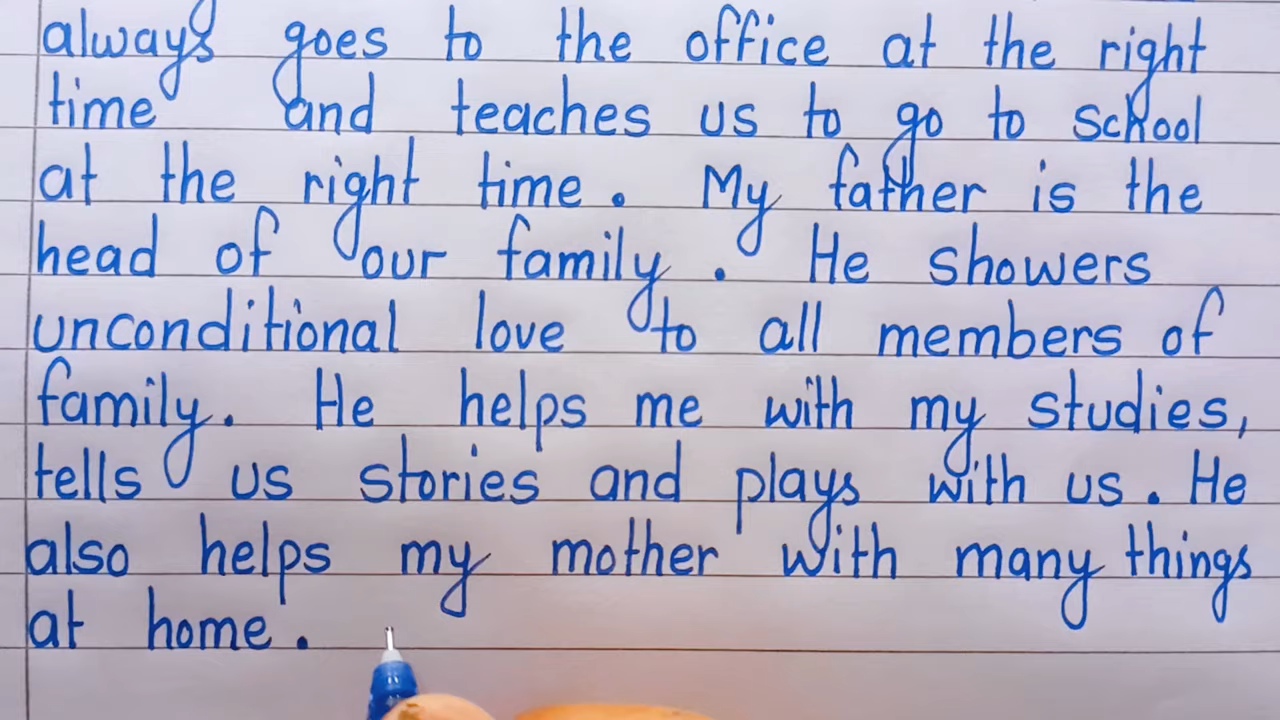 always goes to the office at the right
time and teaches us to go to school
at the right time. My father is the
head of our family. He showers
unconditional love to all members of
family. He helps me with my studies,
tells us stories and plays with us. He
also helps my mother with many things
at home.